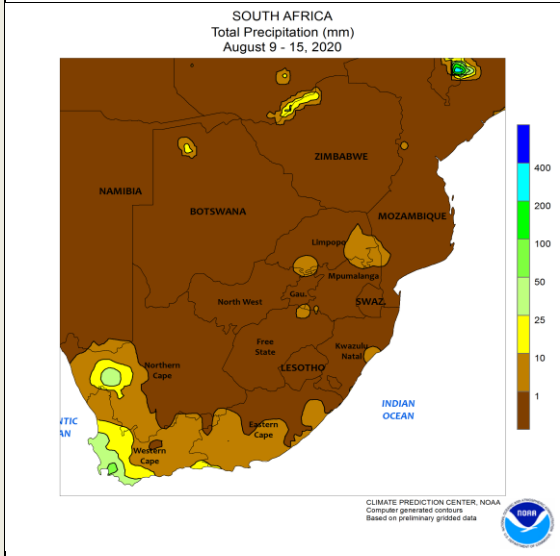 SOUTH AFRICA
Total Precipitation (mm)
August 9 - 15, 2020
ZIMBABWE
NAMIBIA
BOTSWANA
MOZAMBIQUE
Limpopo
Mpumalanga
North West
Gau.
SWAZ.
Free
State
Kwazulu
Natal
LESOTHO
Northern
Cape
Eastern
Cape
Western
Cape
NTIC
AN
INDIAN
OCEAN
400
200
100
50
25
10
1
CLIMATE PREDICTION CENTER, NOAA
Computer generated contours
Based on preliminary gridded data
NOAA